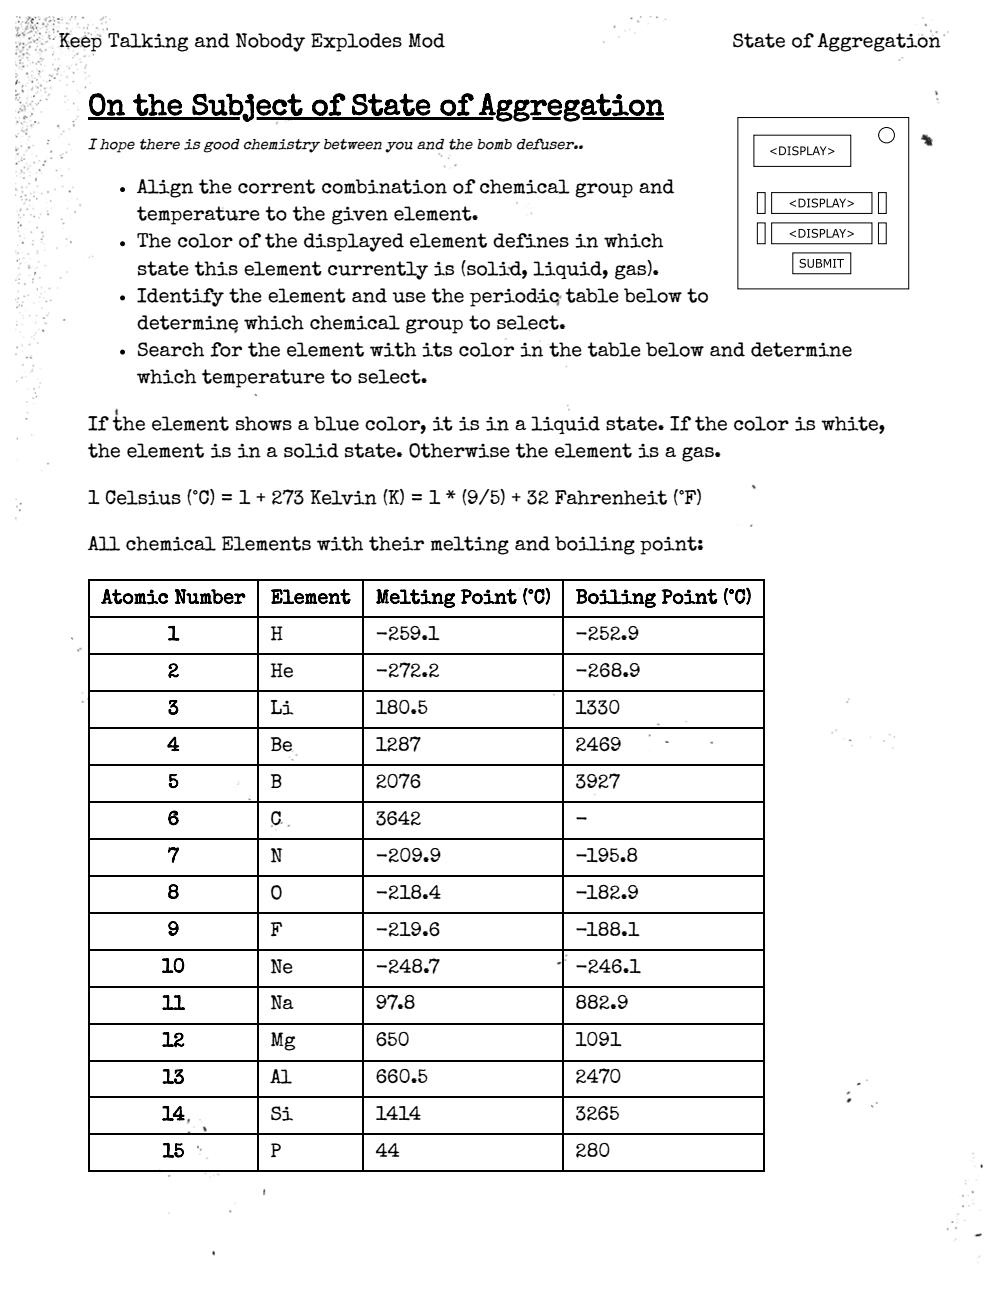 Keep Talking and Nobody Explodes Mod State of Aggregation
On the Subject of State of Aggregation
I hope there is good chemistry between you and the bomb defuser..
<DISPLAY>
<DISPLAY>
<DISPLAY>
SUBMIT
• Align the corrent combination of chemical group and
temperature to the given element.
• The color of the displayed element defines in which
state this element currently is (solid, liquid, gas).
• Identify the element and use the periodic table below to
determine which chemical group to select.
• Search for the element with its color in the table below and determine
which temperature to select.
If the element shows a blue color, it is in a liquid state. If the color is white,
the element is in a solid state. Otherwise the element is a gas.
1 Celsius (°C) = 1 + 273 Kelvin (K) = 1 * (9/5) + 32 Fahrenheit (°F)
All chemical Elements with their melting and boiling point:
Atomic Number Element Melting Point (°C) Boiling Point (°C)
1 H -259.1 -252.9
2 He -272.2 -268.9
3 Li 180.5 1330
4 Be 1287 2469
5 B 2076 3927
6 C 3642 -
7 N -209.9 -195.8
8 O -218.4 -182.9
9 F -219.6 -188.1
10 Ne -248.7 -246.1
11 Na 97.8 882.9
12 Mg 650 1091
13 Al 660.5 2470
14 Si 1414 3265
15 P 44 280